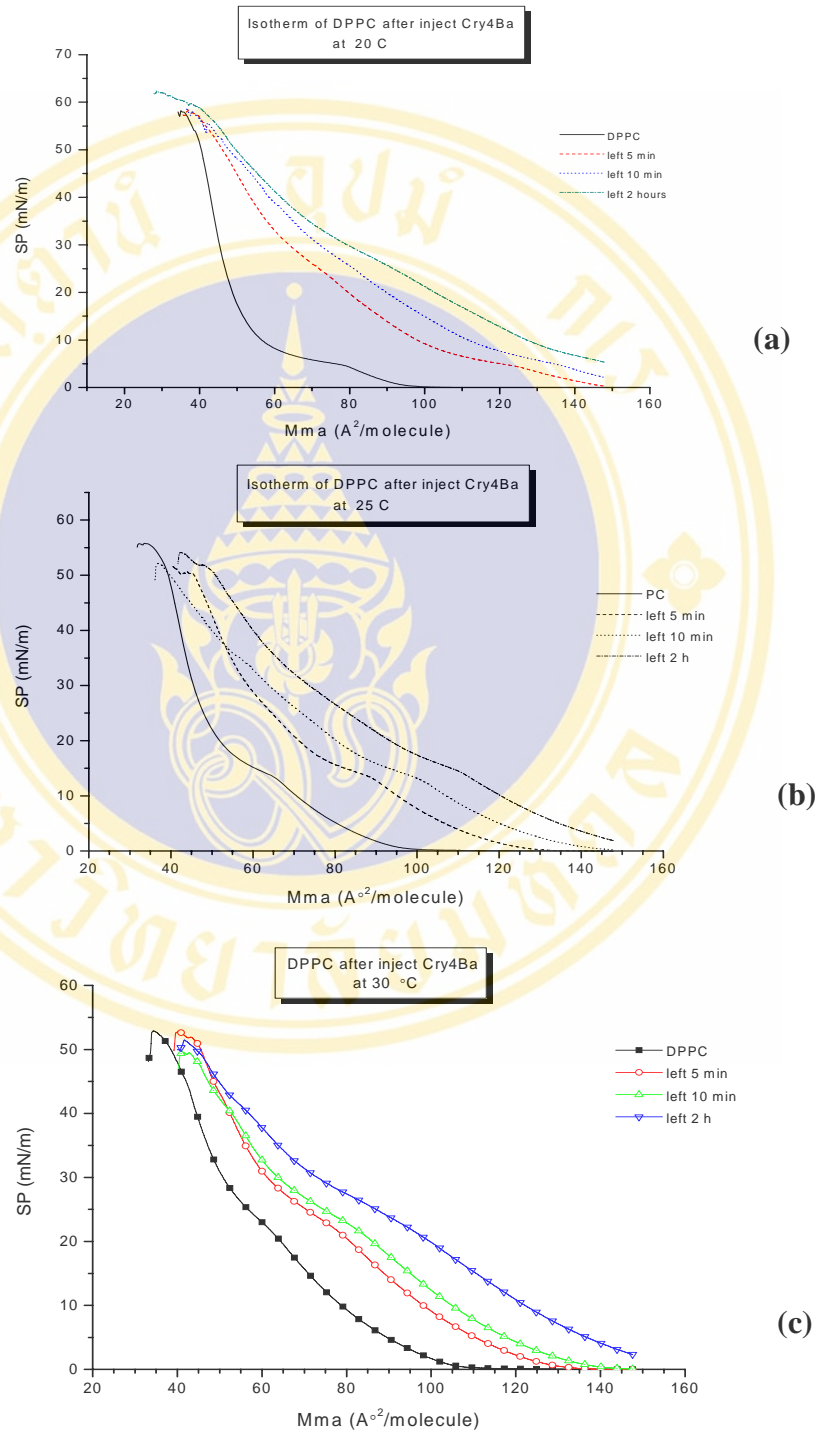 Isotherm of DPPC after inject Cry4Ba
at 20 C
70
60
50
40
30
20
10
0
SP (mN/m)
DPPC
left 5 min
left 10 min
left 2 hours
20 40 60 80 100 120 140 160
Mma (A²/molecule)
(a)
Isotherm of DPPC after inject Cry4Ba
at 25 C
60
50
40
30
20
10
0
SP (mN/m)
PC
left 5 min
left 10 min
left 2 h
20 40 60 80 100 120 140 160
Mma (A°²/molecule)
(b)
DPPC after inject Cry4Ba
at 30 °C
60
50
40
30
20
10
0
SP (mN/m)
DPPC
left 5 min
left 10 min
left 2 h
20 40 60 80 100 120 140 160
Mma (A°²/molecule)
(c)